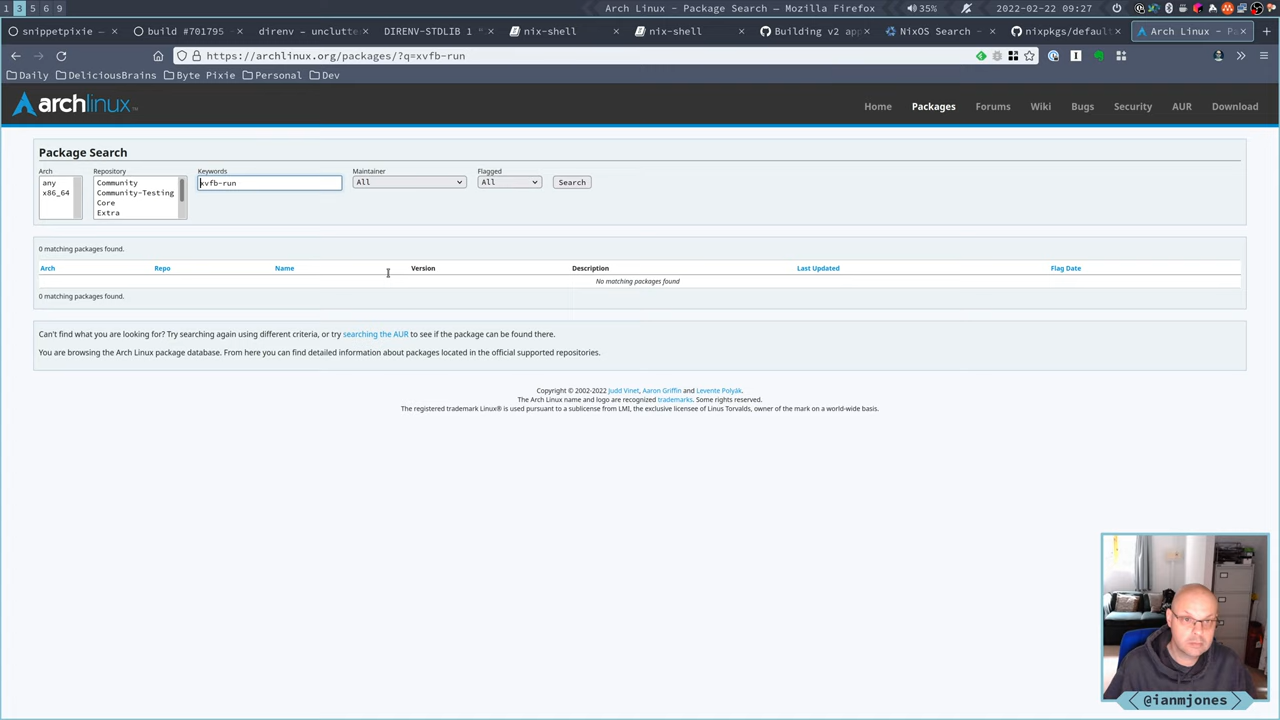 1 3 5 6 9
Arch Linux - Package Search — Mozilla Firefox
35%
2022-02-22 09:27
snippetpixie
build #701795
direnv – unclutte
DIRENV-STDLIB 1 "
nix-shell
nix-shell
Building v2 app
NixOS Search -
nixpkgs/default
Arch Linux - Pa
https://archlinux.org/packages/?q=xvfb-run
Daily DeliciousBrains Byte Pixie Personal Dev
archlinux
Home Packages Forums Wiki Bugs Security AUR Download
Package Search
Arch Repository Keywords Maintainer Flagged
any
x86_64
Community
Community-Testing
Core
Extra
xvfb-run
All
All
Search
0 matching packages found.
Arch Repo Name Version Description Last Updated Flag Date
No matching packages found
0 matching packages found.
Can't find what you are looking for? Try searching again using different criteria, or try searching the AUR to see if the package can be found there.
You are browsing the Arch Linux package database. From here you can find detailed information about packages located in the official supported repositories.
Copyright © 2002-2022 Judd Vinet, Aaron Griffin and Levente Polyák.
The Arch Linux name and logo are recognized trademarks. Some rights reserved.
The registered trademark Linux® is used pursuant to a sublicense from LMI, the exclusive licensee of Linus Torvalds, owner of the mark on a world-wide basis.
@ianmjones